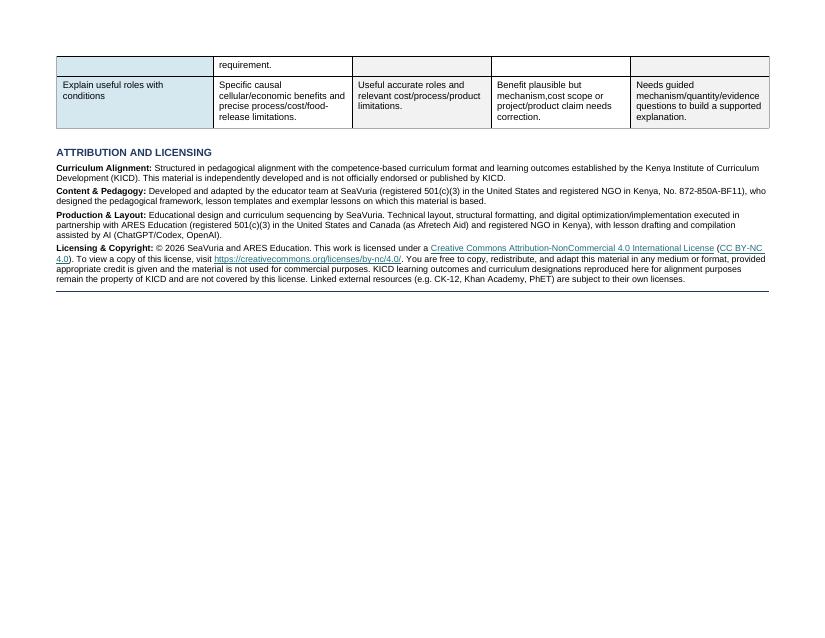 requirement.
Explain useful roles with
conditions
Specific causal
cellular/economic benefits and
precise process/cost/food-
release limitations.
Useful accurate roles and
relevant cost/process/product
limitations.
Benefit plausible but
mechanism,cost scope or
project/product claim needs
correction.
Needs guided
mechanism/quantity/evidence
questions to build a supported
explanation.
ATTRIBUTION AND LICENSING
Curriculum Alignment: Structured in pedagogical alignment with the competence-based curriculum format and learning outcomes established by the Kenya Institute of Curriculum
Development (KICD). This material is independently developed and is not officially endorsed or published by KICD.
Content & Pedagogy: Developed and adapted by the educator team at SeaVuria (registered 501(c)(3) in the United States and registered NGO in Kenya, No. 872-850A-BF11), who
designed the pedagogical framework, lesson templates and exemplar lessons on which this material is based.
Production & Layout: Educational design and curriculum sequencing by SeaVuria. Technical layout, structural formatting, and digital optimization/implementation executed in
partnership with ARES Education (registered 501(c)(3) in the United States and Canada (as Afretech Aid) and registered NGO in Kenya), with lesson drafting and compilation
assisted by AI (ChatGPT/Codex, OpenAI).
Licensing & Copyright: © 2026 SeaVuria and ARES Education. This work is licensed under a Creative Commons Attribution-NonCommercial 4.0 International License (CC BY-NC
4.0). To view a copy of this license, visit https://creativecommons.org/licenses/by-nc/4.0/. You are free to copy, redistribute, and adapt this material in any medium or format, provided
appropriate credit is given and the material is not used for commercial purposes. KICD learning outcomes and curriculum designations reproduced here for alignment purposes
remain the property of KICD and are not covered by this license. Linked external resources (e.g. CK-12, Khan Academy, PhET) are subject to their own licenses.